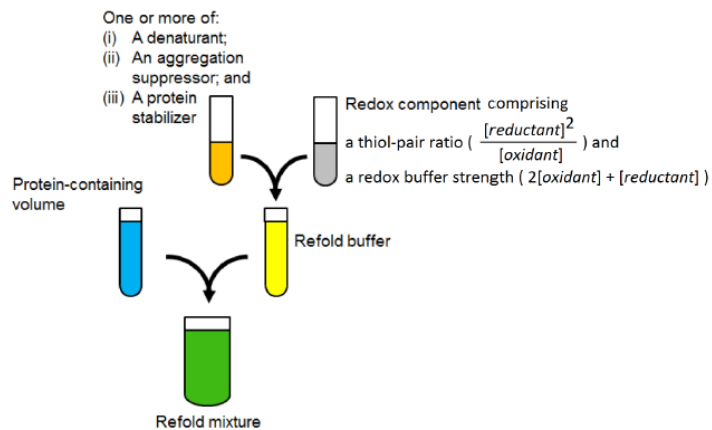 One or more of:
(i) A denaturant;
(ii) An aggregation
suppressor; and
(iii) A protein
stabilizer
Redox component comprising
a thiol-pair ratio ( [reductant]² / [oxidant] ) and
a redox buffer strength ( 2[oxidant] + [reductant] )
Protein-containing
volume
Refold buffer
Refold mixture